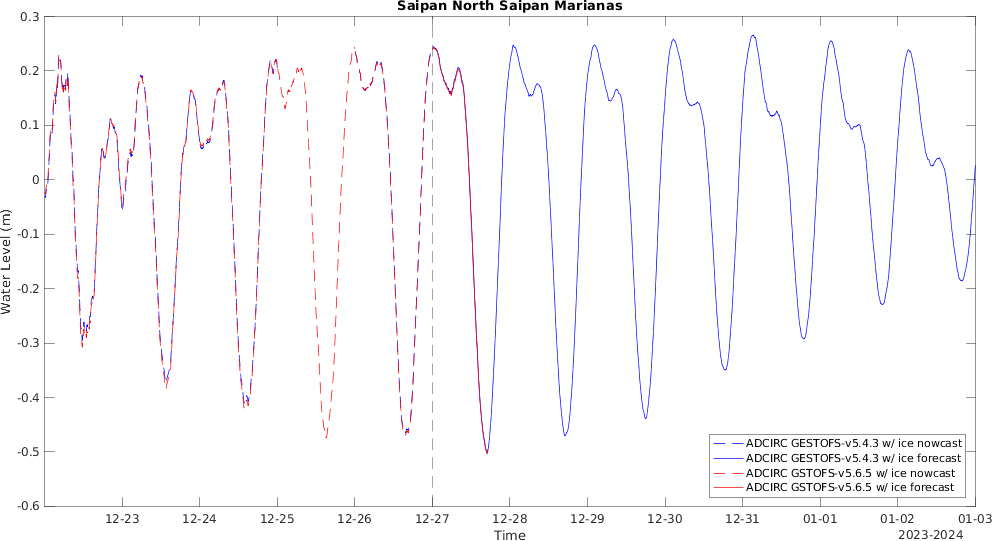 Saipan North Saipan Marianas
0.3
0.2
0.1
0
-0.1
-0.2
-0.3
-0.4
-0.5
-0.6
Water Level (m)
ADCIRC GESTOFS-v5.4.3 w/ ice nowcast
ADCIRC GESTOFS-v5.4.3 w/ ice forecast
ADCIRC GSTOFS-v5.6.5 w/ ice nowcast
ADCIRC GSTOFS-v5.6.5 w/ ice forecast
12-23 12-24 12-25 12-26 12-27 12-28 12-29 12-30 12-31 01-01 01-02 01-03
Time
2023-2024